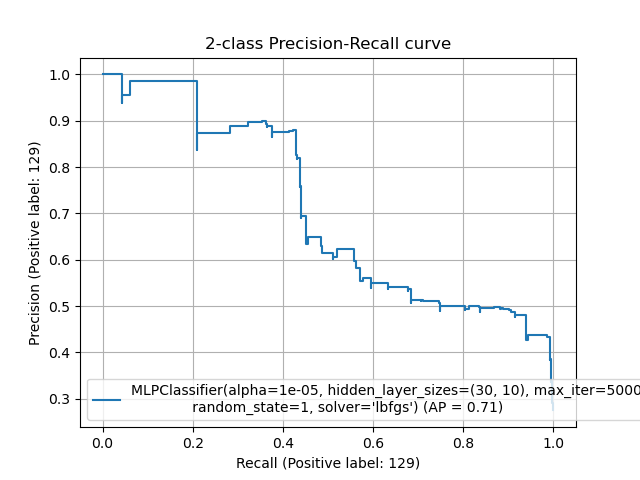 2-class Precision-Recall curve
1.0
0.9
0.8
0.7
0.6
0.5
0.4
0.3
Precision (Positive label: 129)
MLPClassifier(alpha=1e-05, hidden_layer_sizes=(30, 10), max_iter=5000
random_state=1, solver='lbfgs') (AP = 0.71)
0.0 0.2 0.4 0.6 0.8 1.0
Recall (Positive label: 129)